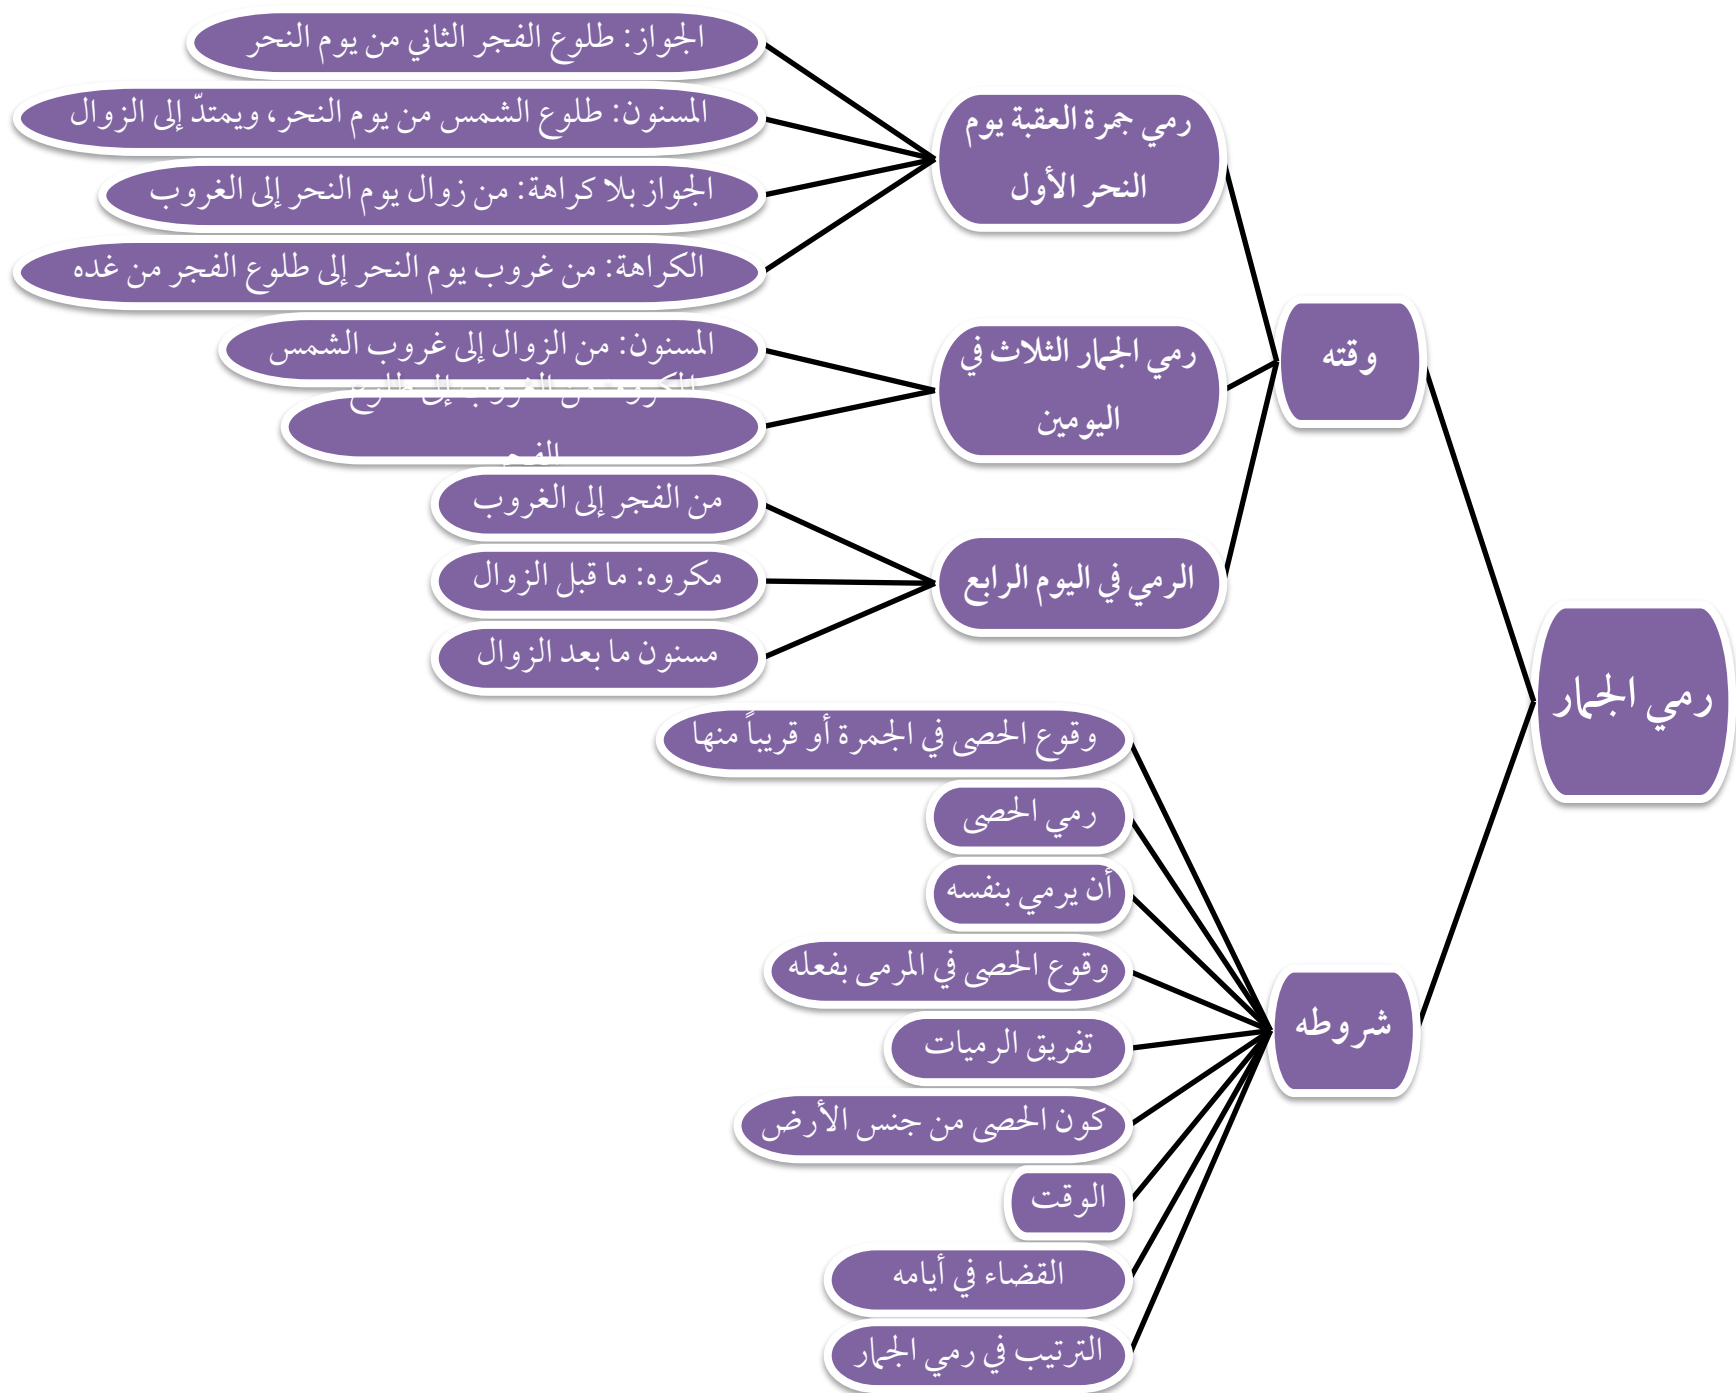 رمي الجمار
وقته
رمي جمرة العقبة يوم
النحر الأول
الجواز: طلوع الفجر الثاني من يوم النحر
المسنون: طلوع الشمس من يوم النحر، ويمتدّ إلى الزوال
الجواز بلا كراهة: من زوال يوم النحر إلى الغروب
الكراهة: من غروب يوم النحر إلى طلوع الفجر من غده
رمي الجمار الثلاث في
اليومين
المسنون: من الزوال إلى غروب الشمس
إلى طلوع
الفجر
الرمي في اليوم الرابع
من الفجر إلى الغروب
مكروه: ما قبل الزوال
مسنون ما بعد الزوال
شروطه
وقوع الحصى في الجمرة أو قريباً منها
رمي الحصى
أن يرمي بنفسه
وقوع الحصى في المرمى بفعله
تفريق الرميات
كون الحصى من جنس الأرض
الوقت
القضاء في أيامه
الترتيب في رمي الجمار